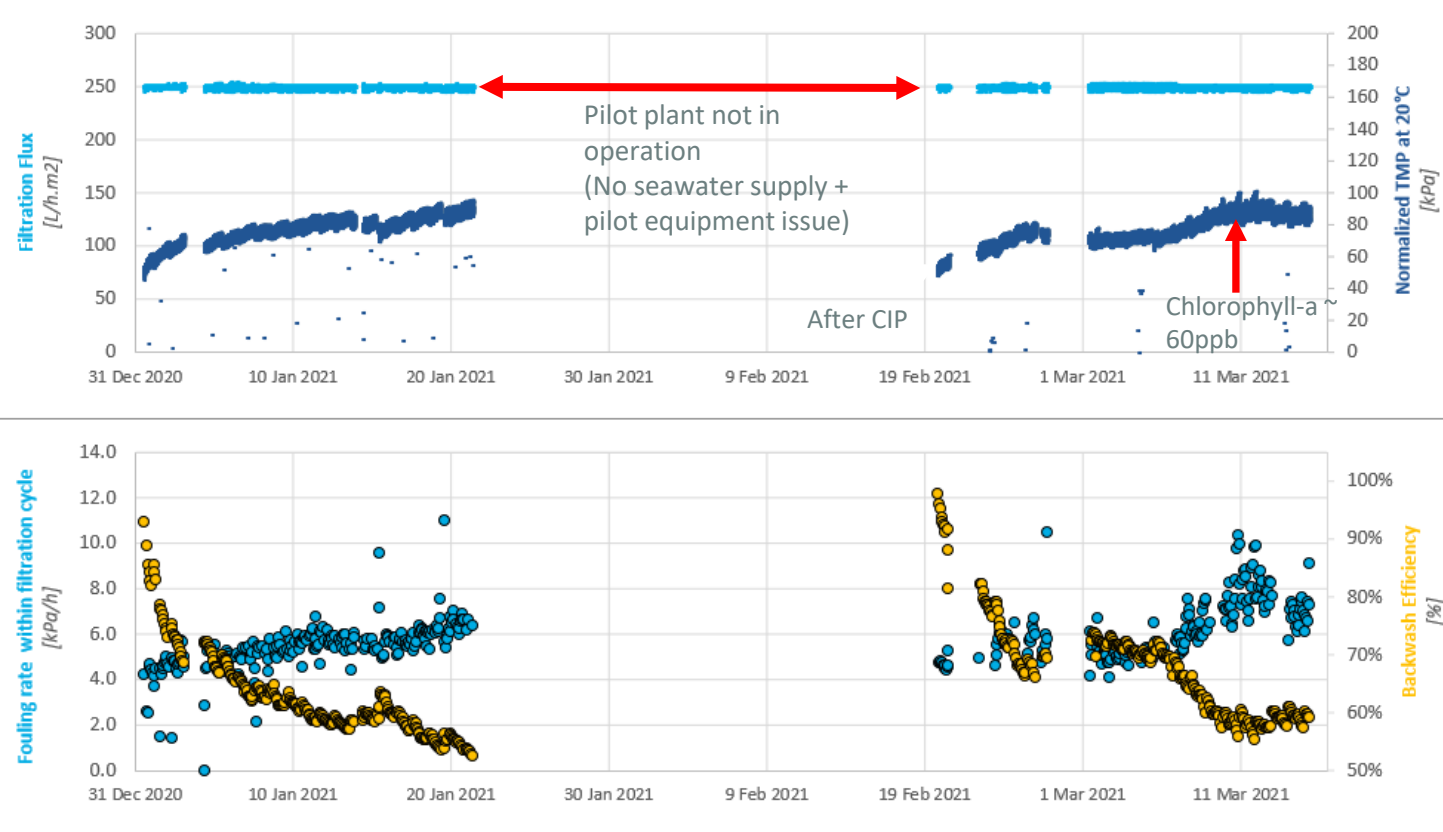 300
250
200
150
100
50
0
Filtration Flux
[L/h.m2]
200
180
160
140
120
100
80
60
40
20
0
Normalized TMP at 20°C
[kPa]
Pilot plant not in
operation
(No seawater supply +
pilot equipment issue)
After CIP
Chlorophyll-a ~
60ppb
31 Dec 2020 10 Jan 2021 20 Jan 2021 30 Jan 2021 9 Feb 2021 19 Feb 2021 1 Mar 2021 11 Mar 2021
14.0
12.0
10.0
8.0
6.0
4.0
2.0
0.0
Fouling rate within filtration cycle
[kPa/h]
100%
90%
80%
70%
60%
50%
Backwash Efficiency
[%]
31 Dec 2020 10 Jan 2021 20 Jan 2021 30 Jan 2021 9 Feb 2021 19 Feb 2021 1 Mar 2021 11 Mar 2021